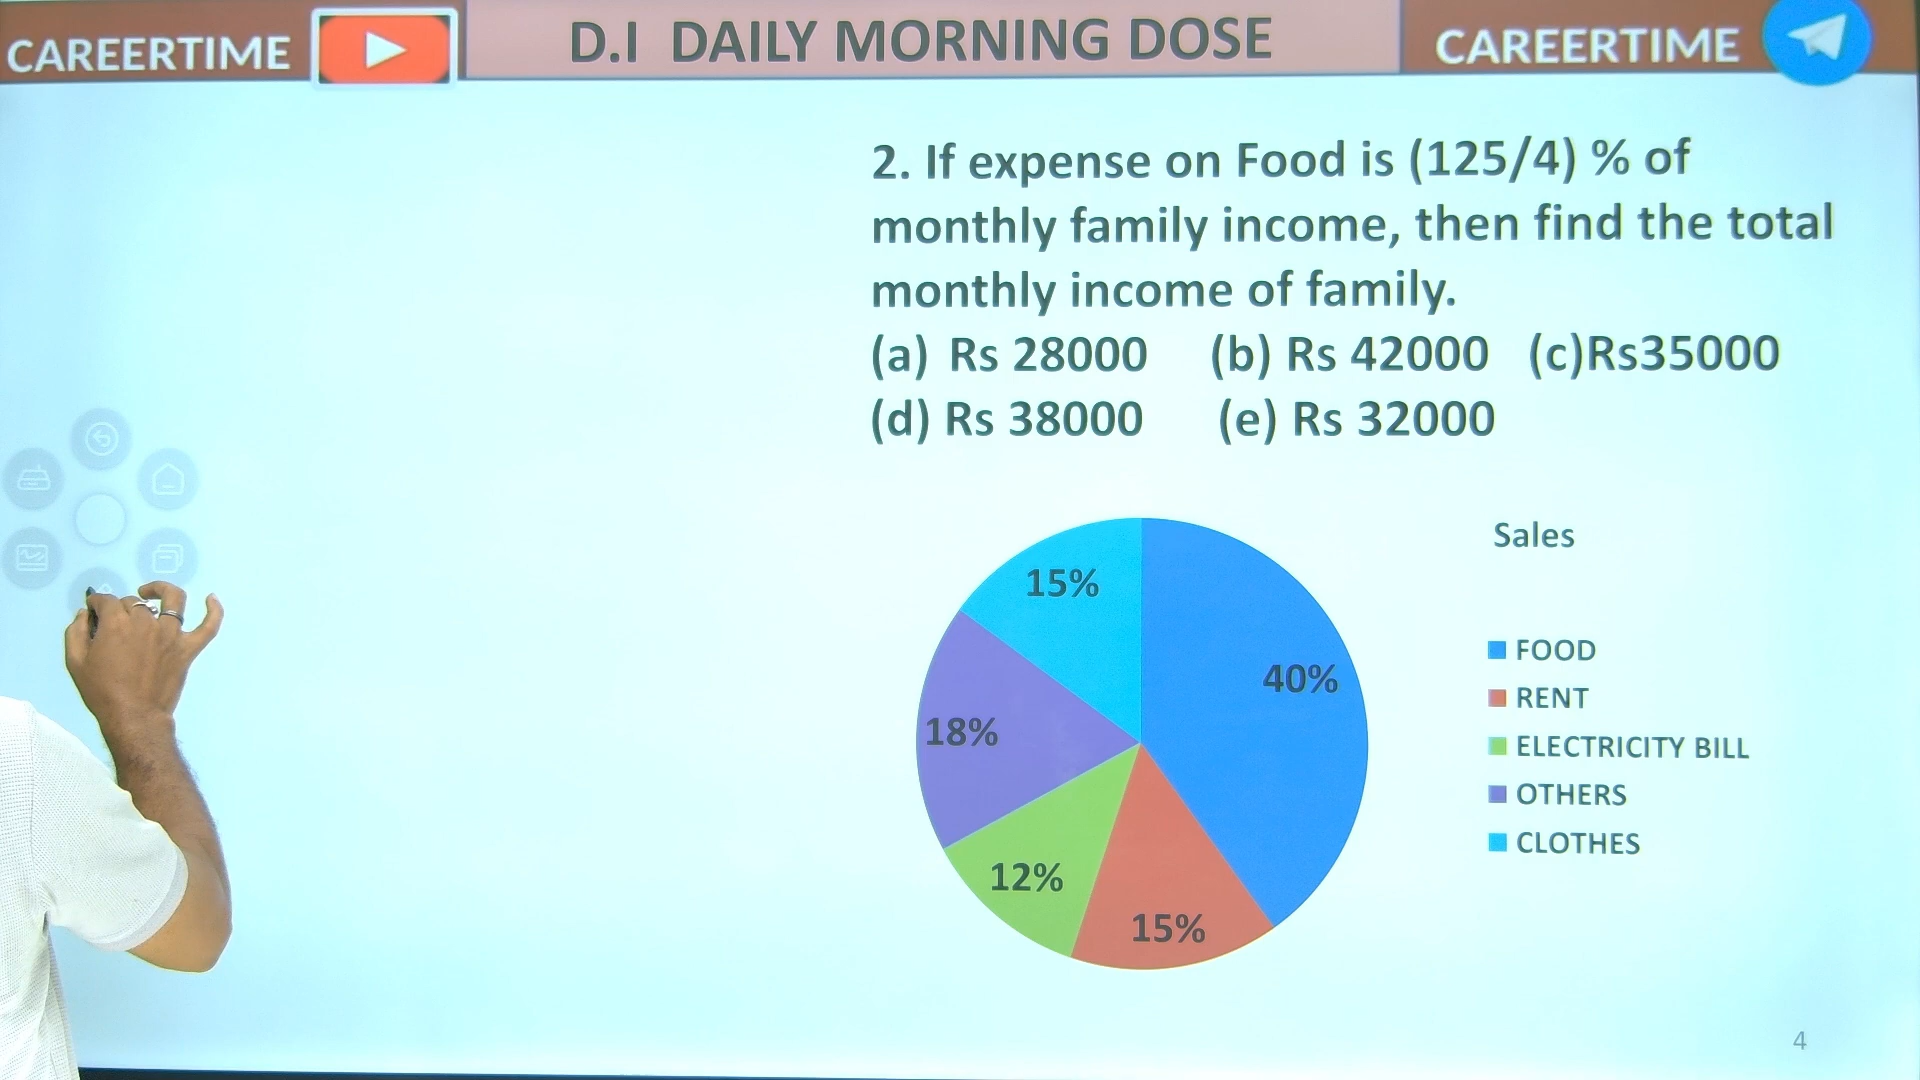 CAREERTIME
D.I DAILY MORNING DOSE
CAREERTIME
2. If expense on Food is (125/4) % of
monthly family income, then find the total
monthly income of family.
(a) Rs 28000 (b) Rs 42000 (c)Rs35000
(d) Rs 38000 (e) Rs 32000
Sales
15%
40%
18%
12%
15%
FOOD
RENT
ELECTRICITY BILL
OTHERS
CLOTHES
4